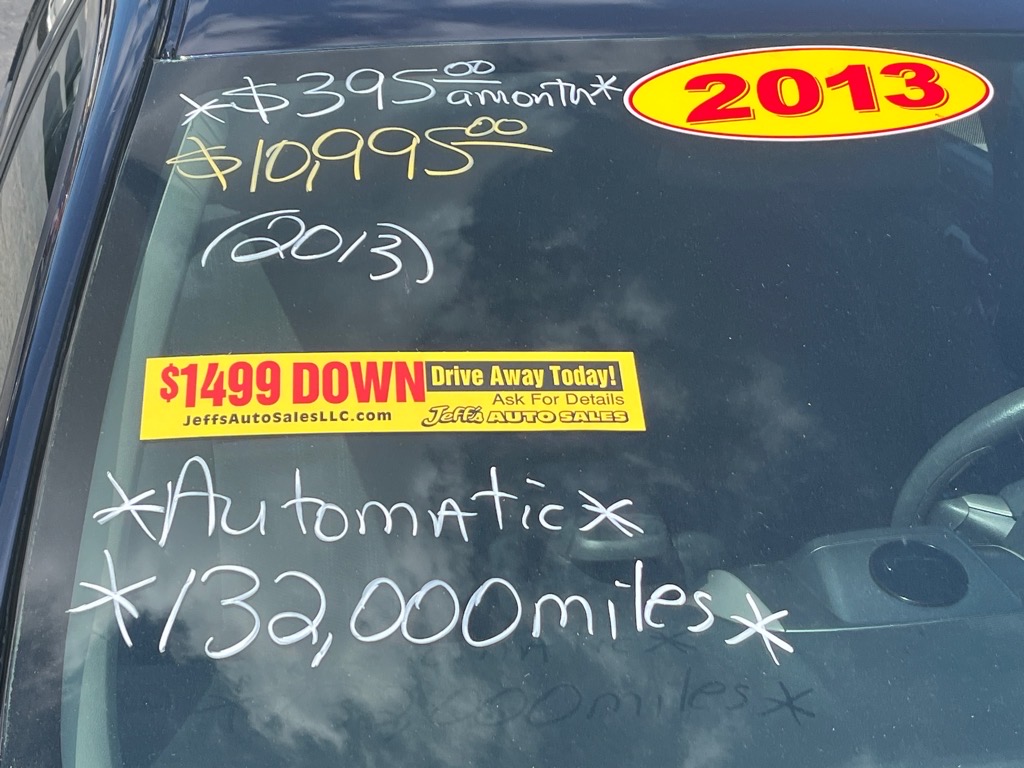 *$395.00 a month*
2013
$10,995.00
(2013)
$1499 DOWN Drive Away Today!
Ask For Details
JeffsAutoSalesLLC.com Jeff's AUTO SALES
*Automatic*
*132,000 miles*